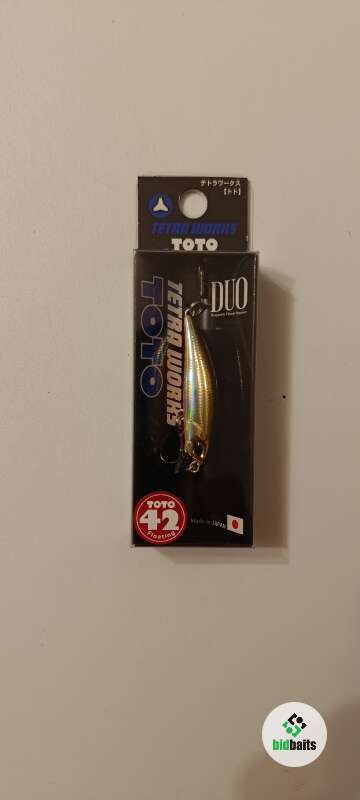 テトラワークス
【トト】
TETRA WORKS
TOTO
DUO
TETRA WORKS
TOTO
TOTO
42
Floating
Made in JAPAN
bidbaits